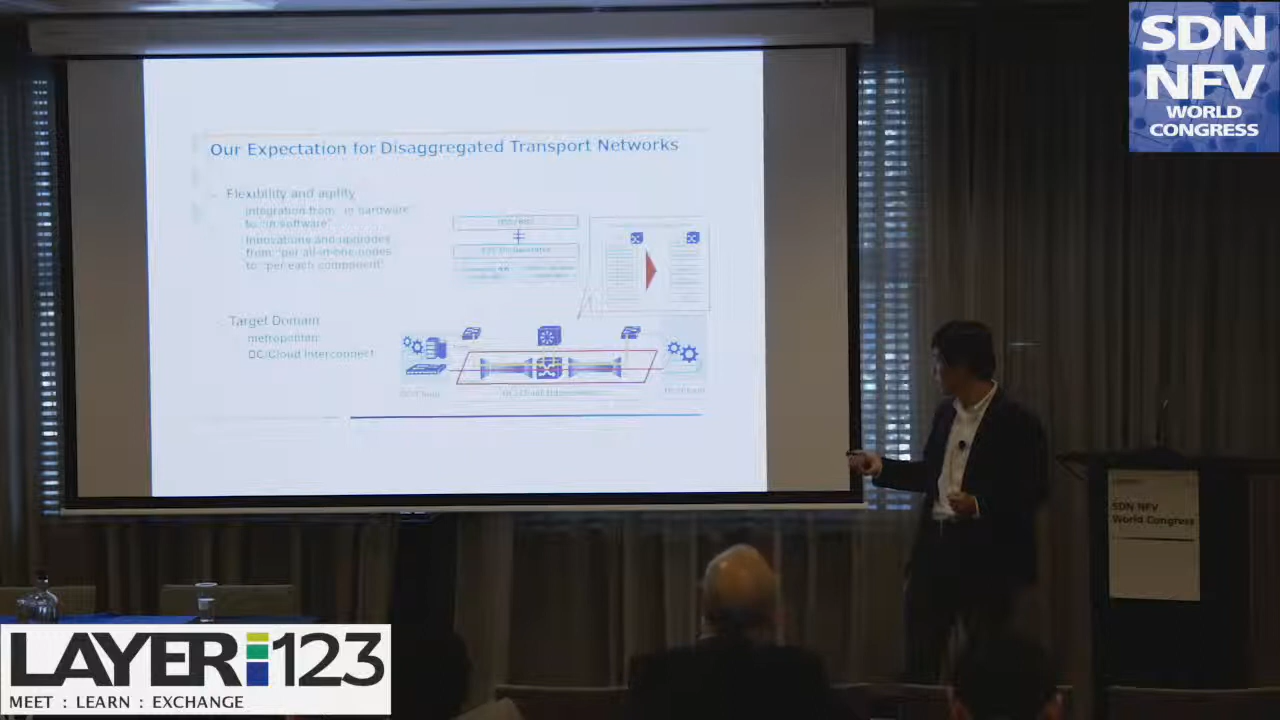 SDN
NFV
WORLD
CONGRESS
Our Expectation for Disaggregated Transport Networks
– Flexibility and agility
integration from "in hardware"
to "in software"
Innovations and upgrades
from "per all-in-one nodes
to "per each component"
– Target Domain
metropolitan
DC/Cloud Interconnect
SDN NFV
World Congress
LAYER123
MEET : LEARN : EXCHANGE